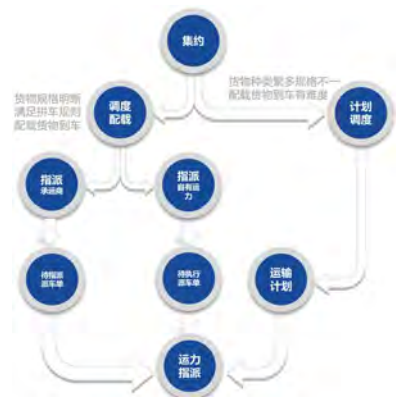 集约
货物种类繁多规格不一
配载货物到车有难度
货物规格明晰
满足拼车规则
配载货物到车
调度
配载
计划
调度
指派
承运商
指派
自有运
力
待指派
派车单
待执行
派车单
运输
计划
运力
指派